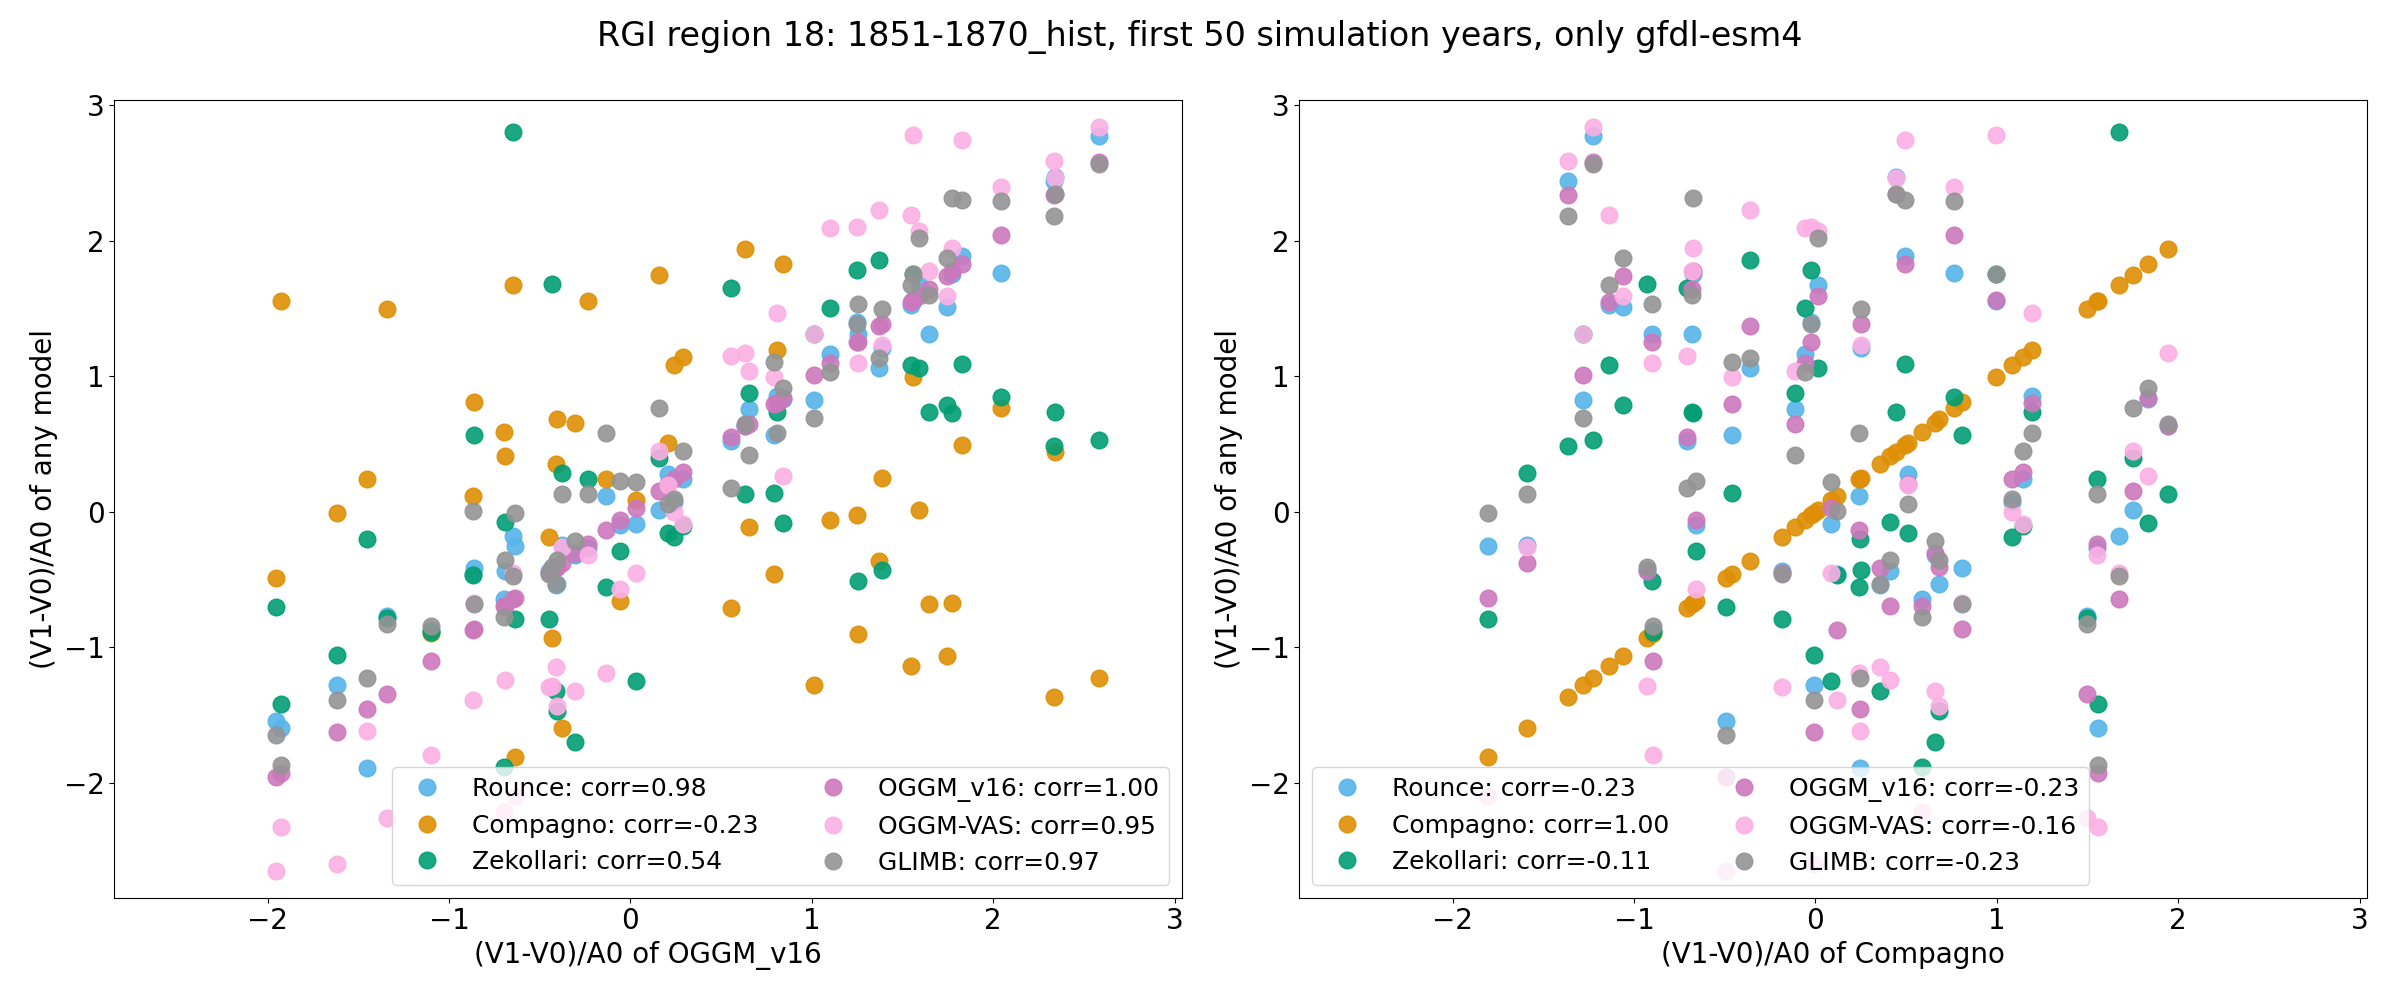 RGI region 18: 1851-1870_hist, first 50 simulation years, only gfdl-esm4
(V1-V0)/A0 of any model
3
2
1
0
−1
−2
Rounce: corr=0.98
Compagno: corr=-0.23
Zekollari: corr=0.54
OGGM_v16: corr=1.00
OGGM-VAS: corr=0.95
GLIMB: corr=0.97
−2 −1 0 1 2 3
(V1-V0)/A0 of OGGM_v16
(V1-V0)/A0 of any model
3
2
1
0
−1
−2
Rounce: corr=-0.23
Compagno: corr=1.00
Zekollari: corr=-0.11
OGGM_v16: corr=-0.23
OGGM-VAS: corr=-0.16
GLIMB: corr=-0.23
−2 −1 0 1 2 3
(V1-V0)/A0 of Compagno